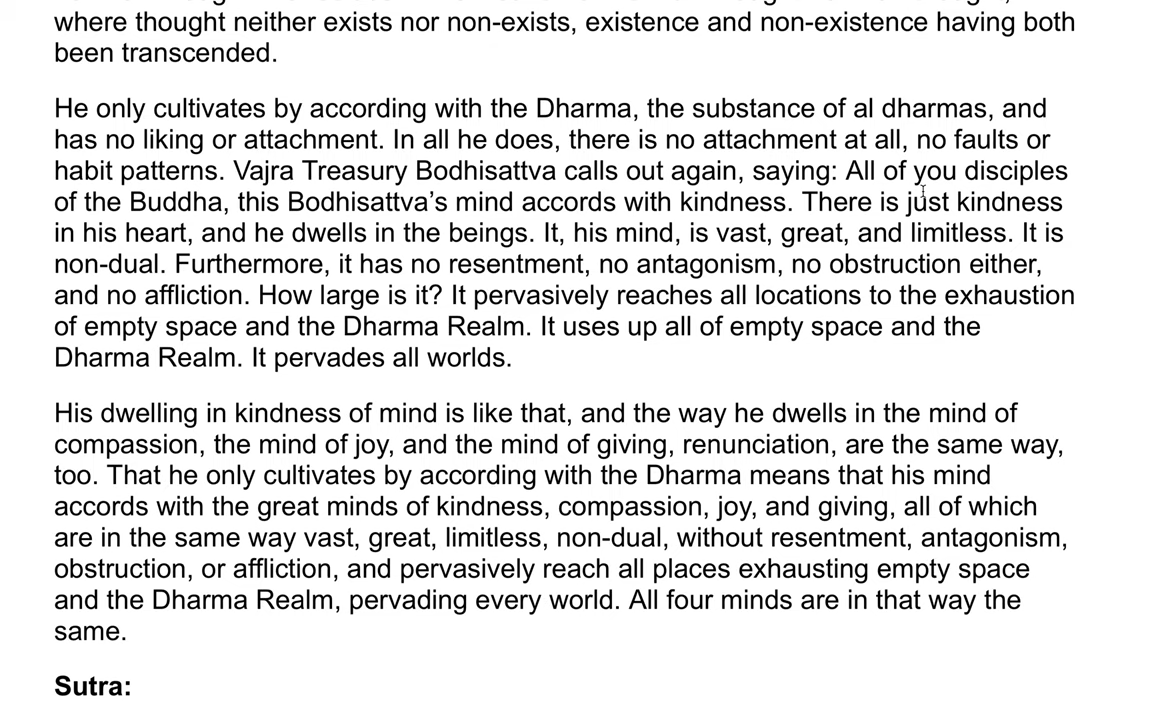 where thought neither exists nor non-exists, existence and non-existence having both
been transcended.
He only cultivates by according with the Dharma, the substance of al dharmas, and
has no liking or attachment. In all he does, there is no attachment at all, no faults or
habit patterns. Vajra Treasury Bodhisattva calls out again, saying: All of you disciples
of the Buddha, this Bodhisattva’s mind accords with kindness. There is just kindness
in his heart, and he dwells in the beings. It, his mind, is vast, great, and limitless. It is
non-dual. Furthermore, it has no resentment, no antagonism, no obstruction either,
and no affliction. How large is it? It pervasively reaches all locations to the exhaustion
of empty space and the Dharma Realm. It uses up all of empty space and the
Dharma Realm. It pervades all worlds.
His dwelling in kindness of mind is like that, and the way he dwells in the mind of
compassion, the mind of joy, and the mind of giving, renunciation, are the same way,
too. That he only cultivates by according with the Dharma means that his mind
accords with the great minds of kindness, compassion, joy, and giving, all of which
are in the same way vast, great, limitless, non-dual, without resentment, antagonism,
obstruction, or affliction, and pervasively reach all places exhausting empty space
and the Dharma Realm, pervading every world. All four minds are in that way the
same.
Sutra: